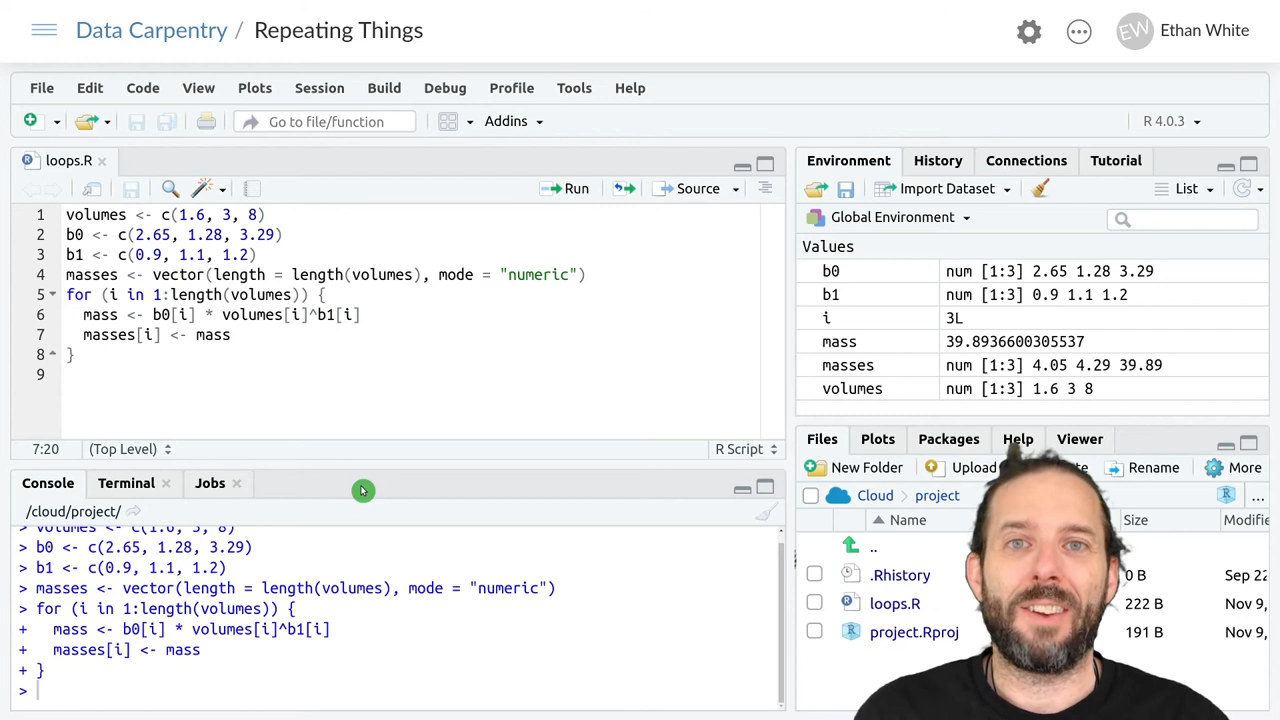 Data Carpentry / Repeating Things
EW Ethan White
File Edit Code View Plots Session Build Debug Profile Tools Help
Go to file/function Addins R 4.0.3
loops.R
Run Source
1 volumes <- c(1.6, 3, 8)
2 b0 <- c(2.65, 1.28, 3.29)
3 b1 <- c(0.9, 1.1, 1.2)
4 masses <- vector(length = length(volumes), mode = "numeric")
5 for (i in 1:length(volumes)) {
6 mass <- b0[i] * volumes[i]^b1[i]
7 masses[i] <- mass
8 }
9
7:20 (Top Level) R Script
Console Terminal Jobs
/cloud/project/
> volumes <- c(1.6, 3, 8)
> b0 <- c(2.65, 1.28, 3.29)
> b1 <- c(0.9, 1.1, 1.2)
> masses <- vector(length = length(volumes), mode = "numeric")
> for (i in 1:length(volumes)) {
+ mass <- b0[i] * volumes[i]^b1[i]
+ masses[i] <- mass
+ }
>
Environment History Connections Tutorial
Import Dataset List
Global Environment
Values
b0 num [1:3] 2.65 1.28 3.29
b1 num [1:3] 0.9 1.1 1.2
i 3L
mass 39.8936600305537
masses num [1:3] 4.05 4.29 39.89
volumes num [1:3] 1.6 3 8
Files Plots Packages Help Viewer
New Folder Upload Rename More
Cloud project R ...
Name Size
..
.Rhistory 0 B Sep 22
loops.R 222 B Nov 9,
project.Rproj 191 B Nov 9,